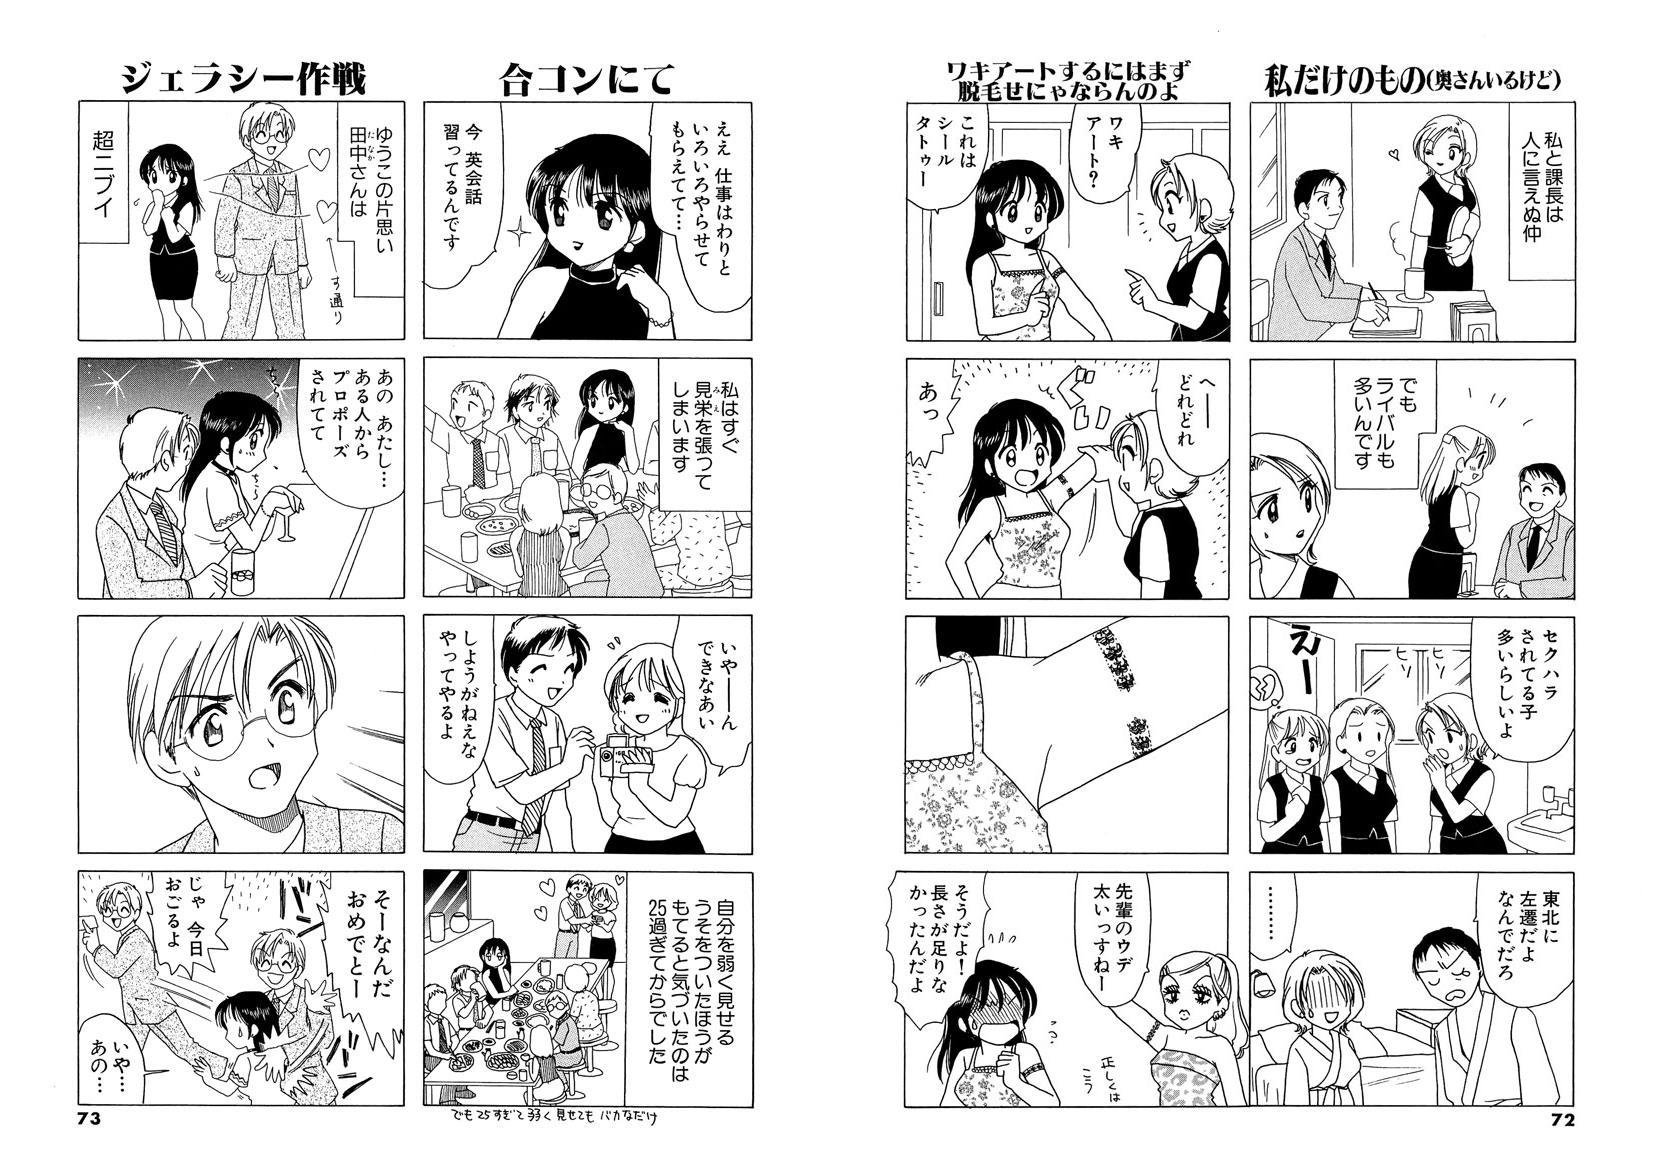 私だけのもの(奥さんいるけど)
私と課長は
人に言えぬ仲
でも
ライバルも
多いんです
セクハラ
されてる子
多いらしいよ
ヒソ
ヒソ
えー
東北に
左遷だよ
なんでだろ
………
72
ワキアートするにはまず
脱毛せにゃならんのよ
ワキ
アート?
これは
シール
タトゥー
へー
どれどれ
ぐいっ
あっ
先輩のウデ
太いっすねー
そうだよ!
長さが足りな
かったんだよ
正しくは
こう
合コンにて
ええ 仕事はわりと
いろいろやらせて
もらえてて…
今 英会話
習ってるんです
私はすぐ
見栄を張って
しまいます
みえ
いやーん
できなあい
しようがねえな
やってやるよ
自分を弱く見せる
うそをついたほうが
もてると気づいたのは
25過ぎてからでした
でも25すぎて弱く見せても バカなだけ
ジェラシー作戦
ゆうこの片思い
田中さんは
たなか
超ニブイ
す通り
あの あたし…
ある人から
プロポーズ
されてて
ちら
ちら
そーなんだ
おめでとー
じゃ 今日
おごるよ
いや…
あの…
73